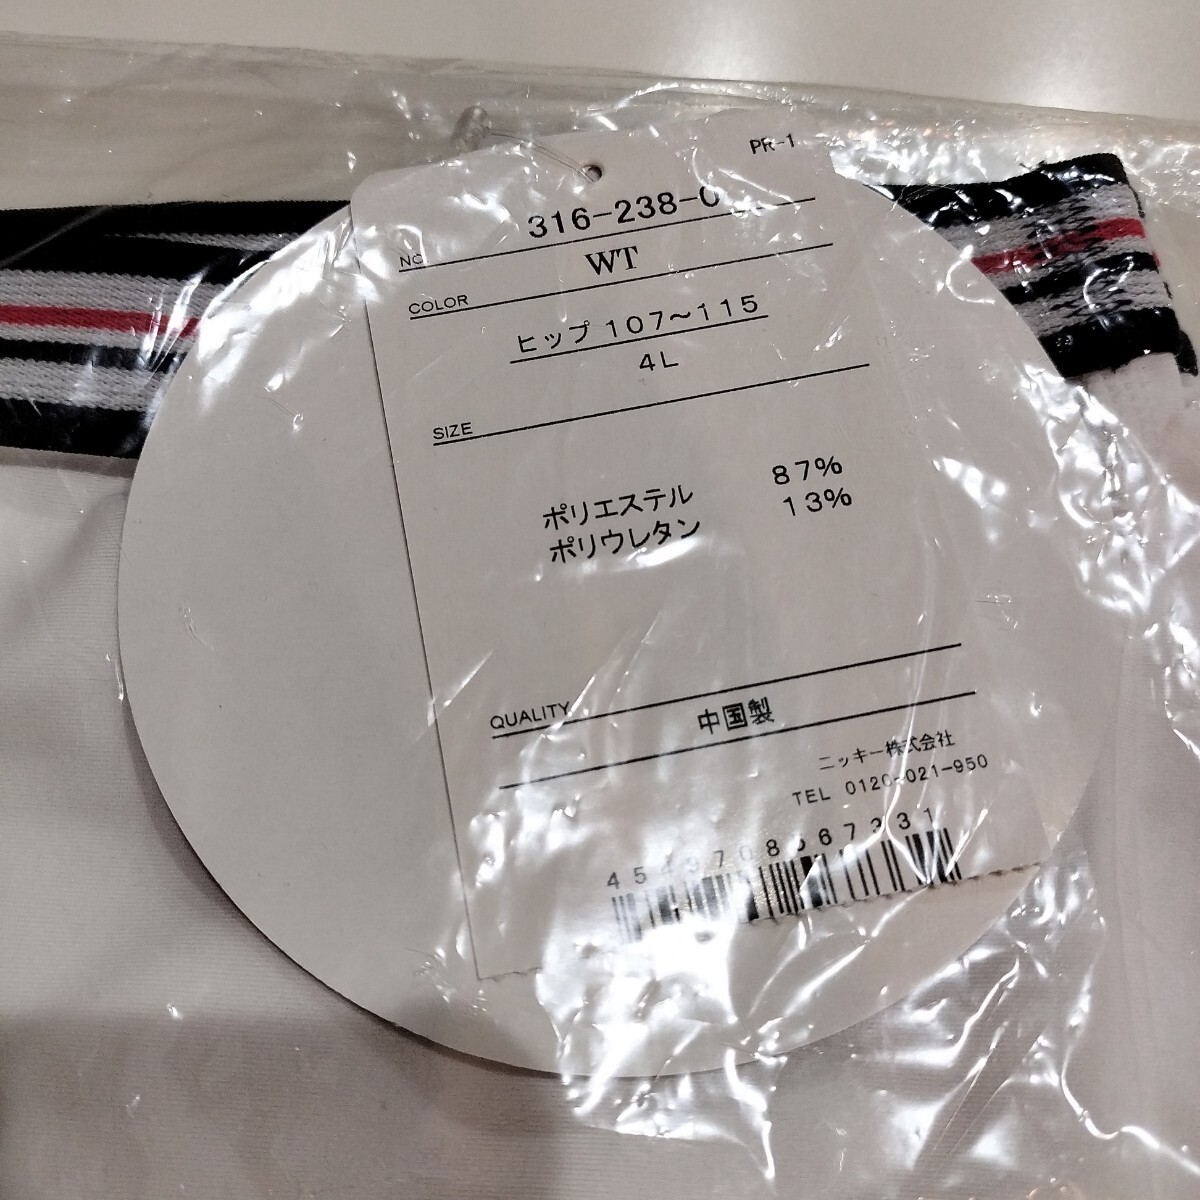 PR-1
316-238-0
NO
WT
COLOR
ヒップ 107～115
4L
SIZE
ポリエステル 87%
ポリウレタン 13%
QUALITY
中国製
ニッキー株式会社
TEL 0120-021-950